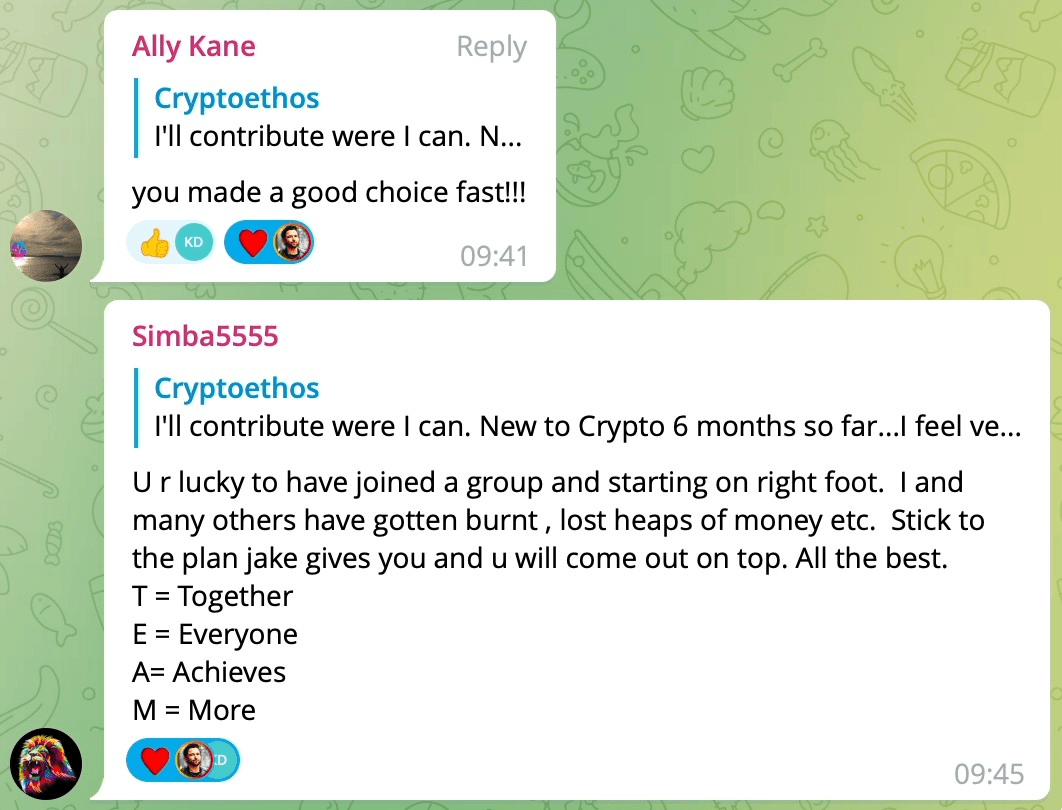 Ally Kane Reply
Cryptoethos
I'll contribute were I can. N...
you made a good choice fast!!!
KD
09:41
Simba5555
Cryptoethos
I'll contribute were I can. New to Crypto 6 months so far...I feel ve...
U r lucky to have joined a group and starting on right foot.  I and
many others have gotten burnt , lost heaps of money etc.  Stick to
the plan jake gives you and u will come out on top. All the best.
T = Together
E = Everyone
A= Achieves
M = More
D
09:45